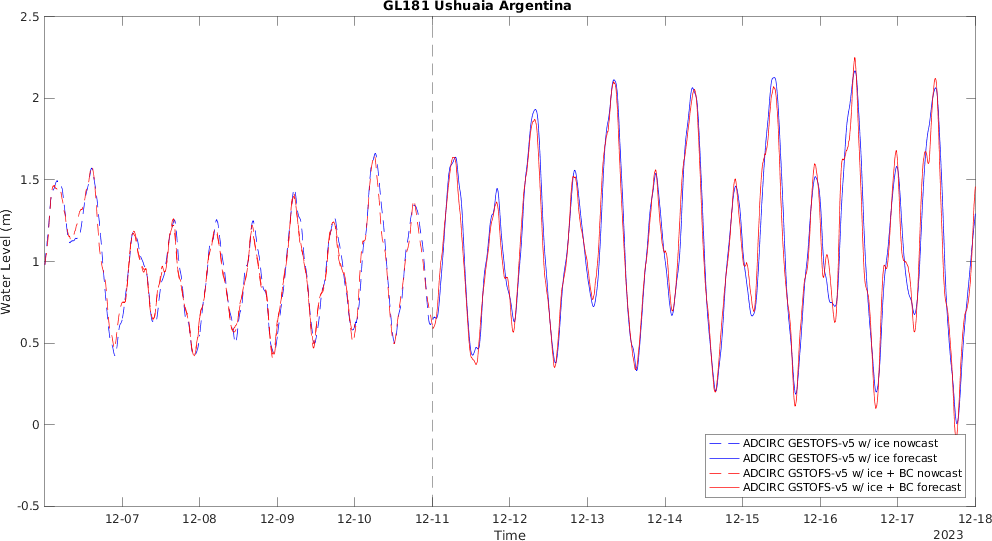 GL181 Ushuaia Argentina
2.5
2
1.5
1
0.5
0
-0.5
Water Level (m)
12-07 12-08 12-09 12-10 12-11 12-12 12-13 12-14 12-15 12-16 12-17 12-18
Time
2023
ADCIRC GESTOFS-v5 w/ ice nowcast
ADCIRC GESTOFS-v5 w/ ice forecast
ADCIRC GSTOFS-v5 w/ ice + BC nowcast
ADCIRC GSTOFS-v5 w/ ice + BC forecast